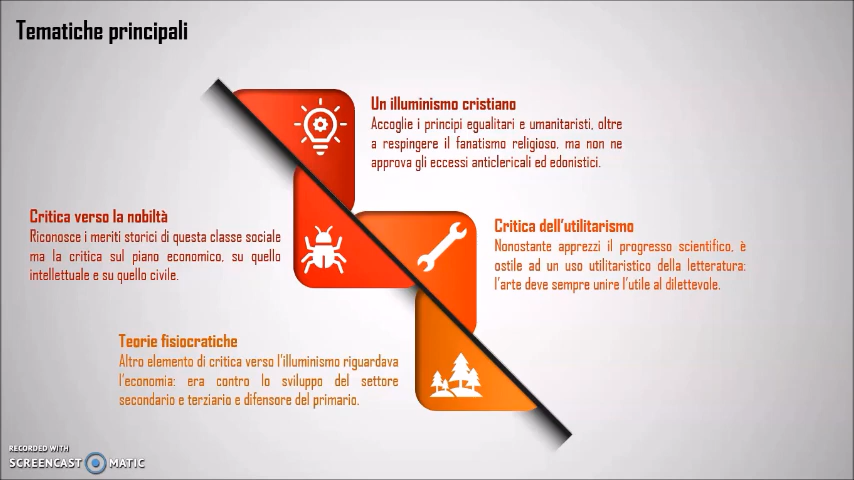 Tematiche principali
Un illuminismo cristiano
Accoglie i principi egualitari e umanitaristi, oltre
a respingere il fanatismo religioso, ma non ne
approva gli eccessi anticlericali ed edonistici.
Critica verso la nobiltà
Riconosce i meriti storici di questa classe sociale
ma la critica sul piano economico, su quello
intellettuale e su quello civile.
Critica dell'utilitarismo
Nonostante apprezzi il progresso scientifico, è
ostile ad un uso utilitaristico della letteratura:
l'arte deve sempre unire l'utile al dilettevole.
Teorie fisiocratiche
Altro elemento di critica verso l'illuminismo riguardava
l'economia: era contro lo sviluppo del settore
secondario e terziario e difensore del primario.
RECORDED WITH
SCREENCAST MATIC